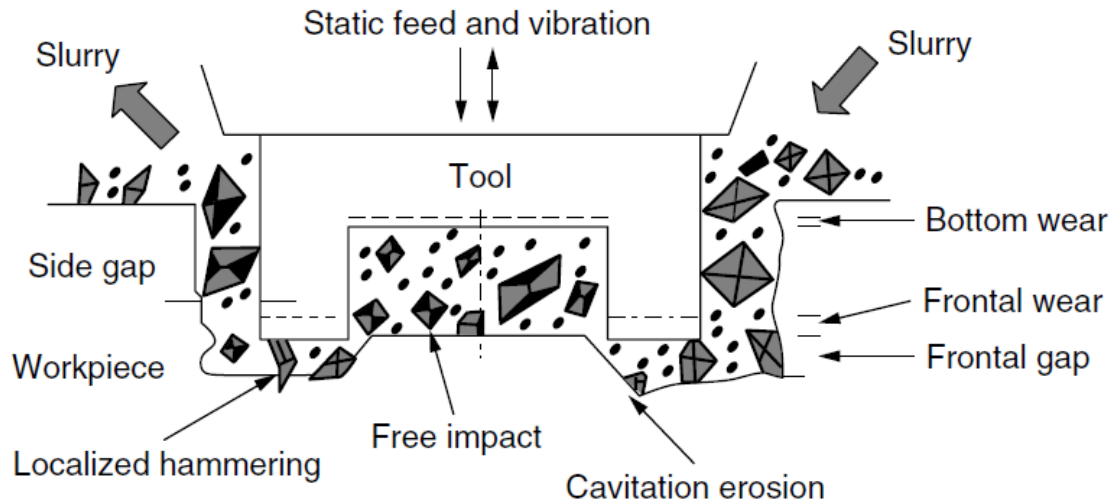 Static feed and vibration
Slurry
Slurry
Tool
Bottom wear
Side gap
Frontal wear
Workpiece
Frontal gap
Free impact
Localized hammering
Cavitation erosion